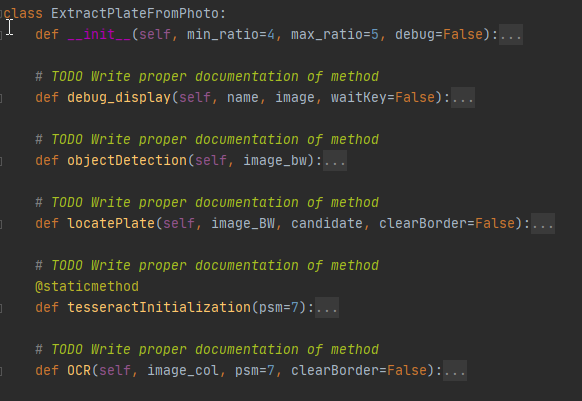 class ExtractPlateFromPhoto:
    def __init__(self, min_ratio=4, max_ratio=5, debug=False):...
    # TODO Write proper documentation of method
    def debug_display(self, name, image, waitKey=False):...
    # TODO Write proper documentation of method
    def objectDetection(self, image_bw):...
    # TODO Write proper documentation of method
    def locatePlate(self, image_BW, candidate, clearBorder=False):...
    # TODO Write proper documentation of method
    @staticmethod
    def tesseractInitialization(psm=7):...
    # TODO Write proper documentation of method
    def OCR(self, image_col, psm=7, clearBorder=False):...